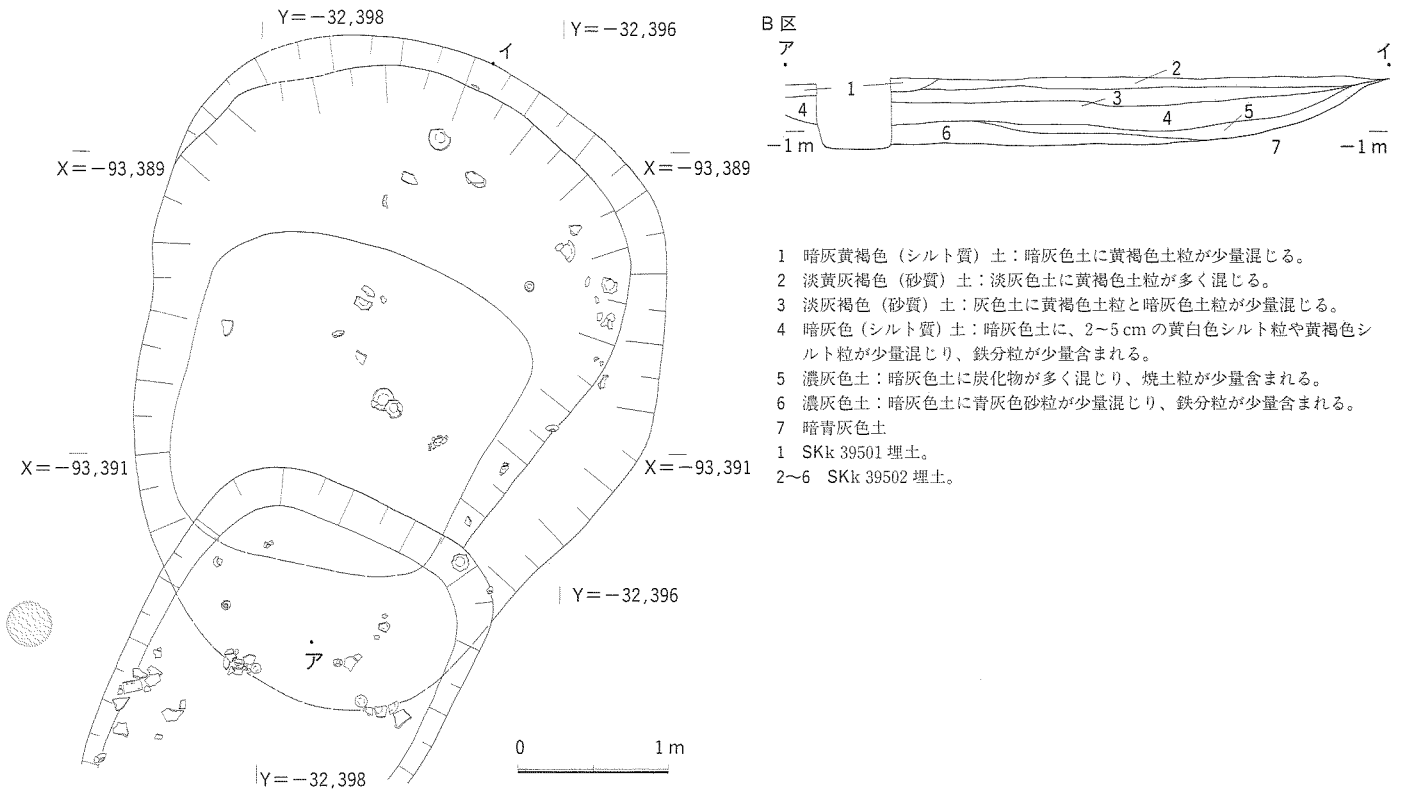 Y=−32,398
Y=−32,396
イ
X=−93,389
X=−93,389
X=−93,391
X=−93,391
Y=−32,396
ア
Y=−32,398
0 1 m
B 区
ア
イ
1
2
3
4
4
5
6
7
−1 m
−1 m
1 暗灰黄褐色(シルト質)土:暗灰色土に黄褐色土粒が少量混じる。
2 淡黄灰褐色(砂質)土:淡灰色土に黄褐色土粒が多く混じる。
3 淡灰褐色(砂質)土:灰色土に黄褐色土粒と暗灰色土粒が少量混じる。
4 暗灰色(シルト質)土:暗灰色土に、2〜5 cm の黄白色シルト粒や黄褐色シ
ルト粒が少量混じり、鉄分粒が少量含まれる。
5 濃灰色土:暗灰色土に炭化物が多く混じり、焼土粒が少量含まれる。
6 濃灰色土:暗灰色土に青灰色砂粒が少量混じり、鉄分粒が少量含まれる。
7 暗青灰色土
1 SKk 39501 埋土。
2〜6 SKk 39502 埋土。